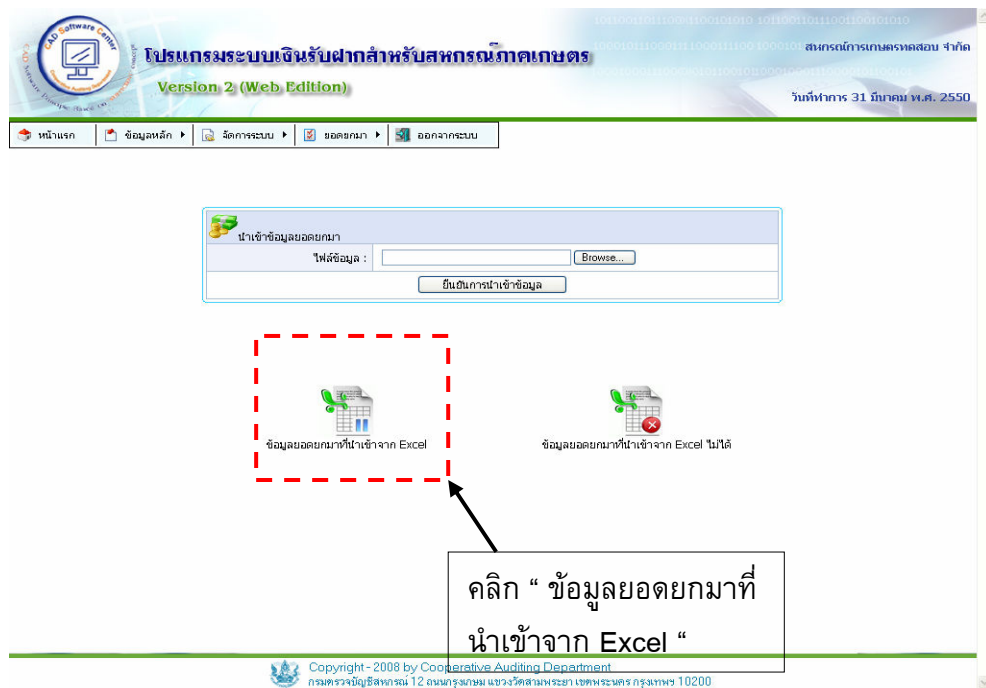 โปรแกรมระบบเงินรับฝากสำหรับสหกรณ์ภาคเกษตร
Version 2 (Web Edition)
สหกรณ์การเกษตรทดสอบ จำกัด
วันที่ทำการ 31 มีนาคม พ.ศ. 2550
หน้าแรก ข้อมูลหลัก จัดการระบบ ยอดยกมา ออกจากระบบ
นำเข้าข้อมูลยอดยกมา
ไฟล์ข้อมูล : Browse...
ยืนยันการนำเข้าข้อมูล
ข้อมูลยอดยกมาที่นำเข้าจาก Excel
ข้อมูลยอดยกมาที่นำเข้าจาก Excel ไม่ได้
คลิก “ ข้อมูลยอดยกมาที่
นำเข้าจาก Excel “
Copyright - 2008 by Cooperative Auditing Department
กรมตรวจบัญชีสหกรณ์ 12 ถนนกรุงเกษม แขวงวัดสามพระยา เขตพระนคร กรุงเทพฯ 10200